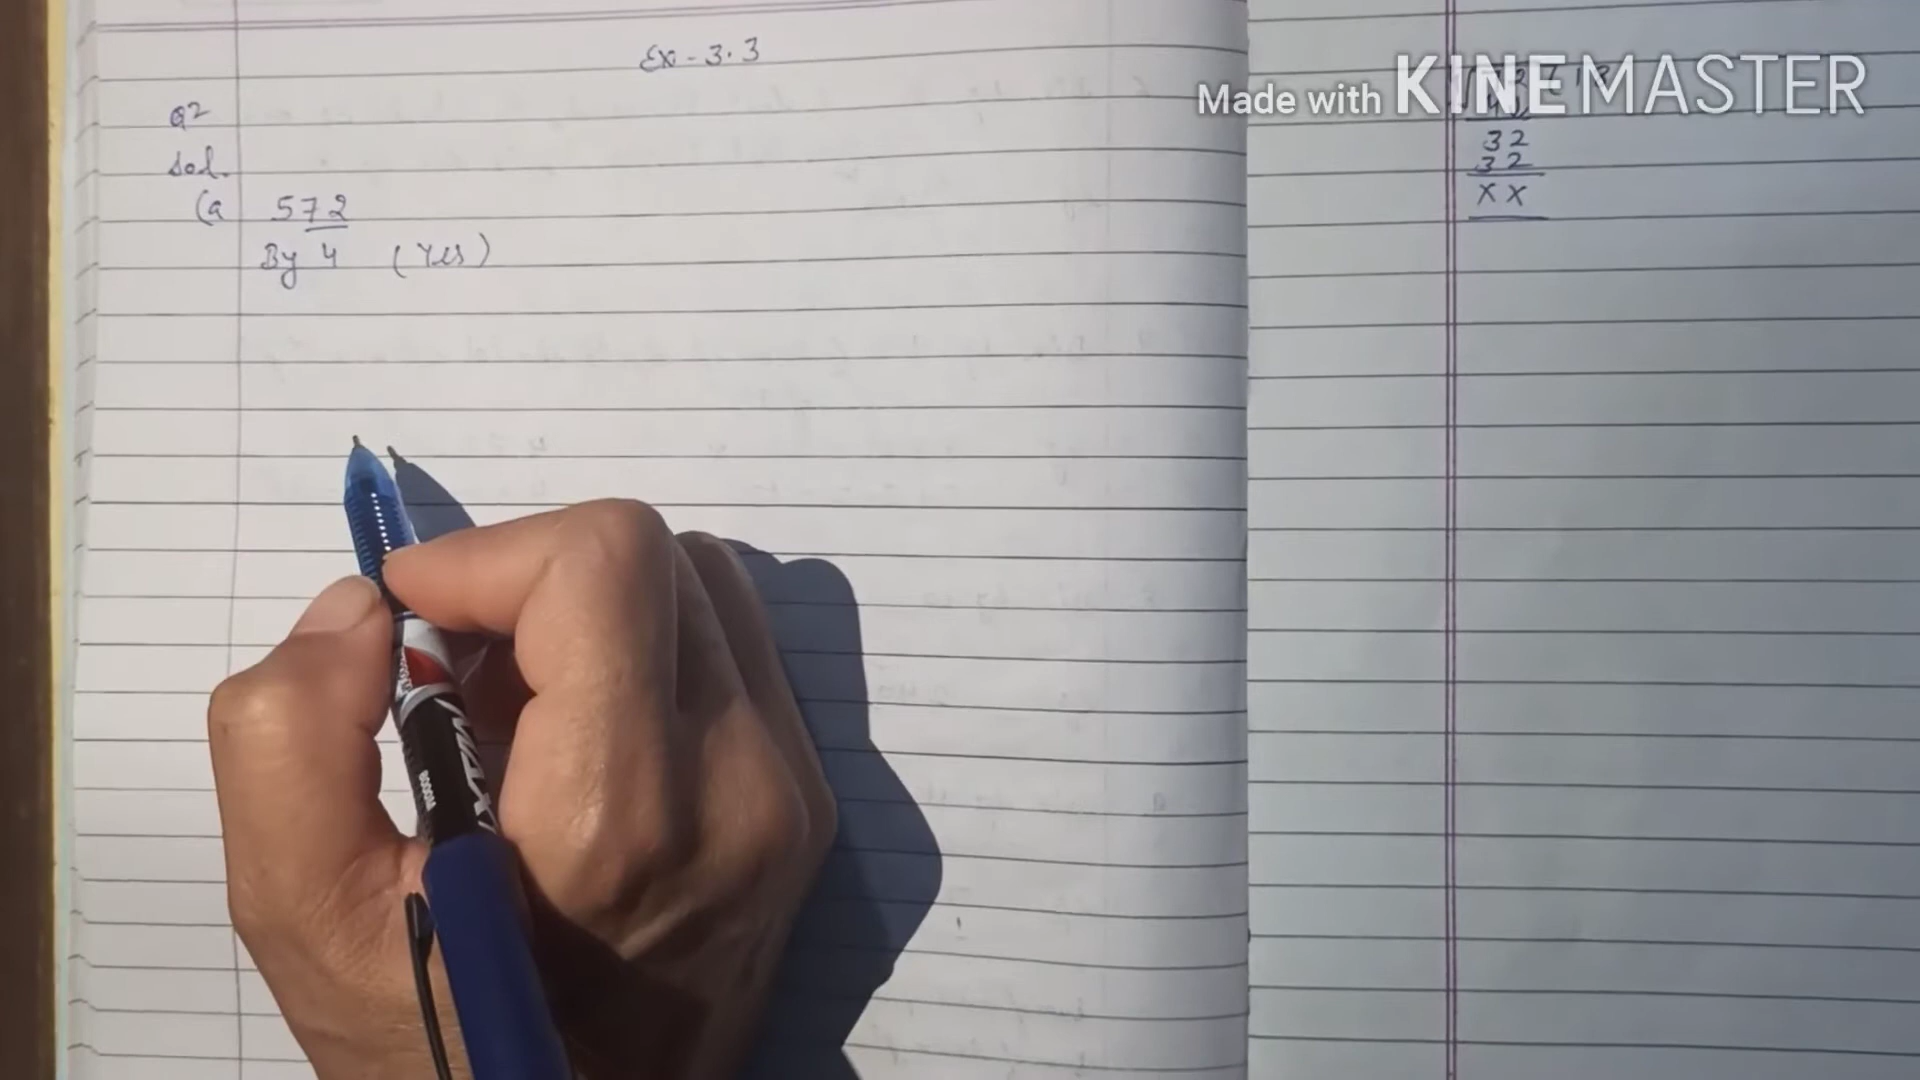 Ex - 3.3
Q2
Sol.
(a 572
By 4 (Yes)
Made with KINEMASTER
32
32
x x